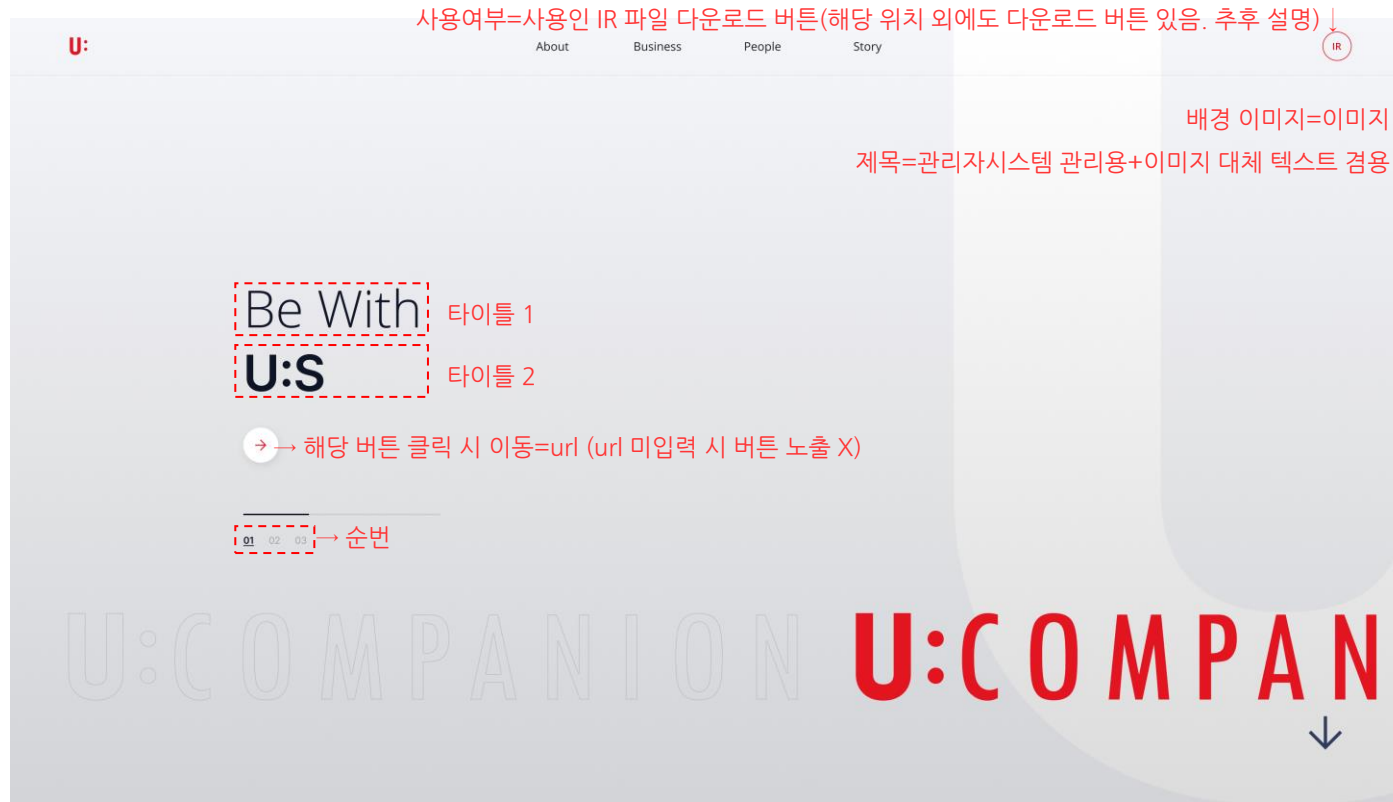 사용여부=사용인 IR 파일 다운로드 버튼(해당 위치 외에도 다운로드 버튼 있음. 추후 설명)↓
U: About Business People Story IR
배경 이미지=이미지
제목=관리자시스템 관리용+이미지 대체 텍스트 겸용
Be With 타이틀 1
U:S 타이틀 2
→ → 해당 버튼 클릭 시 이동=url (url 미입력 시 버튼 노출 X)
01 02 03 → 순번
U:COMPANION U:COMPAN
↓